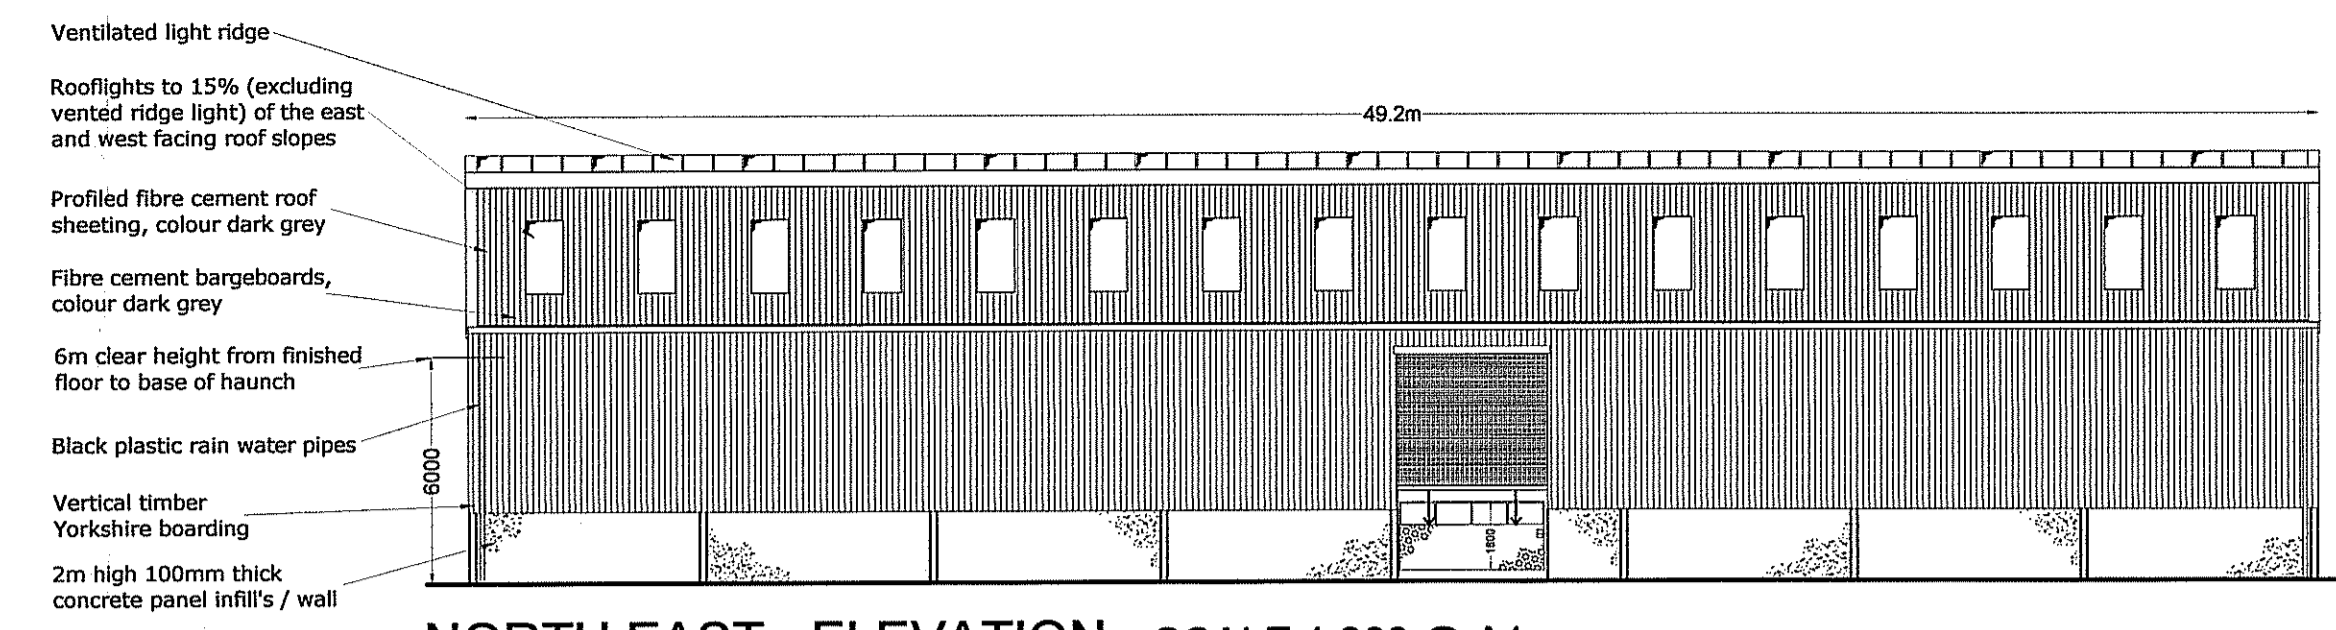 Ventilated light ridge
Rooflights to 15% (excluding
vented ridge light) of the east
and west facing roof slopes
49.2m
Profiled fibre cement roof
sheeting, colour dark grey
Fibre cement bargeboards,
colour dark grey
6m clear height from finished
floor to base of haunch
Black plastic rain water pipes
6000
Vertical timber
Yorkshire boarding
1800
2m high 100mm thick
concrete panel infill's / wall
NORTH EAST ELEVATION